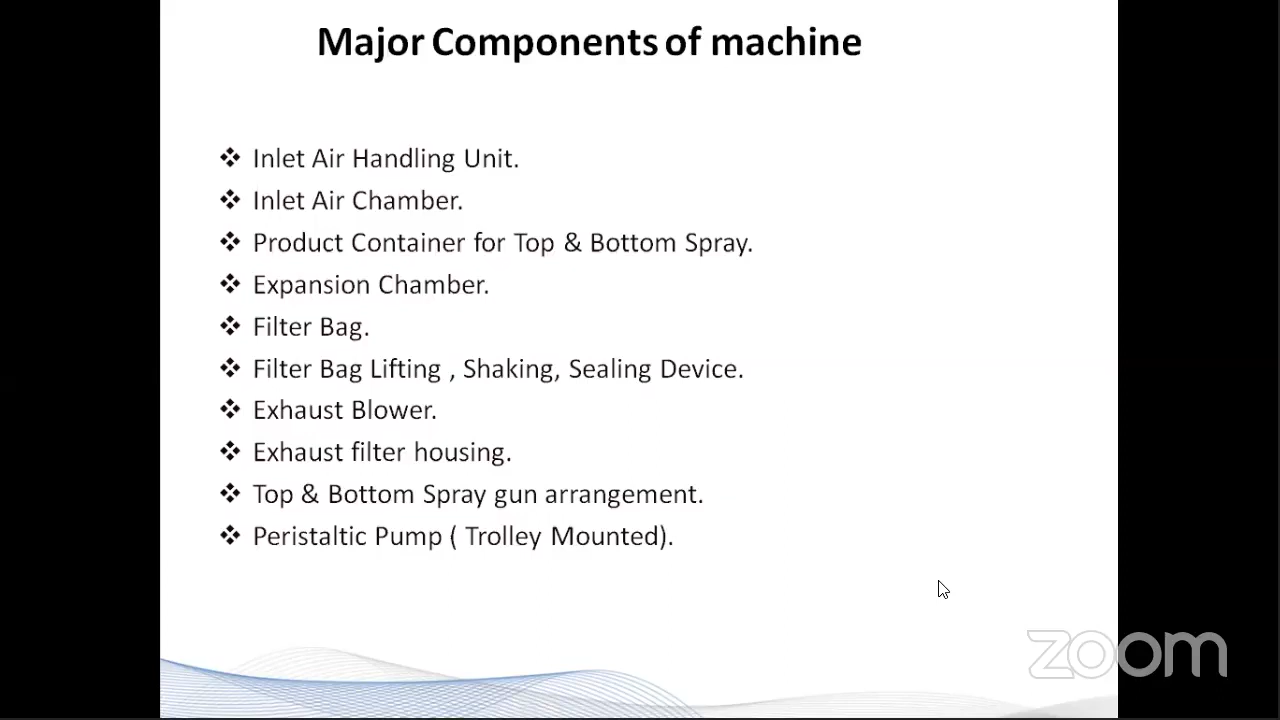 Major Components of machine
❖ Inlet Air Handling Unit.
❖ Inlet Air Chamber.
❖ Product Container for Top & Bottom Spray.
❖ Expansion Chamber.
❖ Filter Bag.
❖ Filter Bag Lifting , Shaking, Sealing Device.
❖ Exhaust Blower.
❖ Exhaust filter housing.
❖ Top & Bottom Spray gun arrangement.
❖ Peristaltic Pump ( Trolley Mounted).
zoom